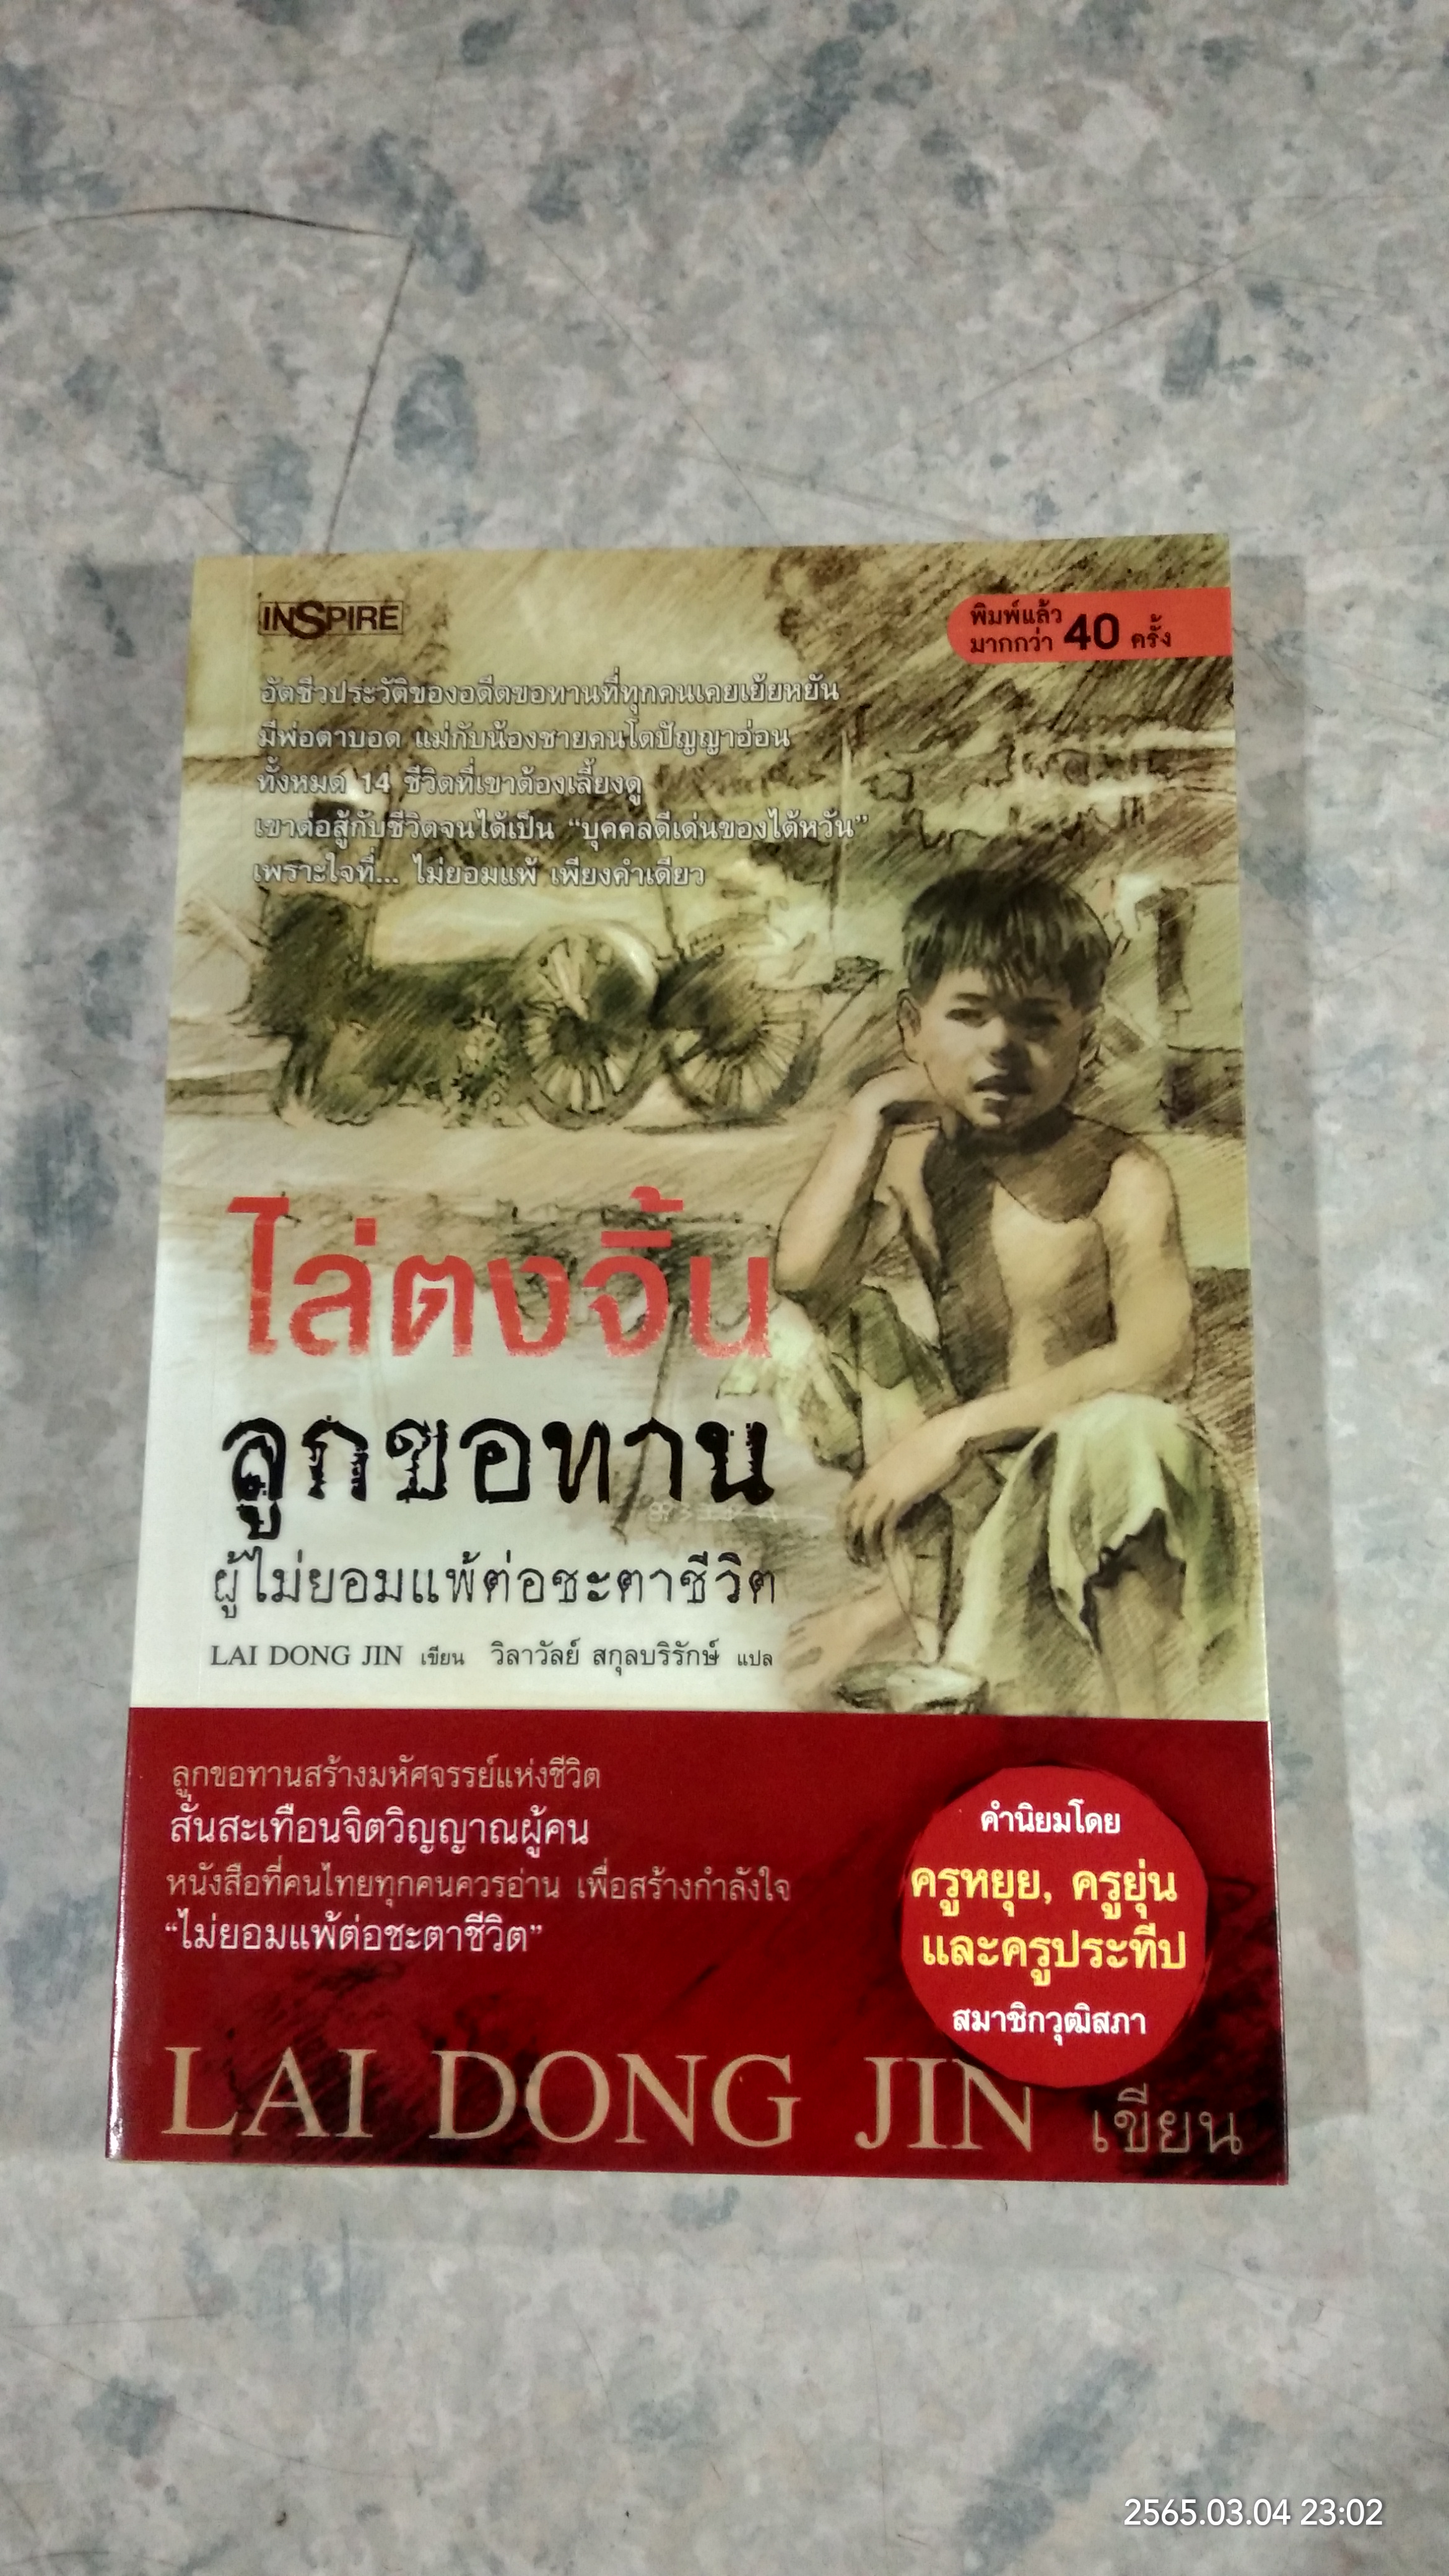 INSPIRE
พิมพ์แล้ว
มากกว่า 40 ครั้ง
อัตชีวประวัติของอดีตขอทานที่ทุกคนเคยเย้ยหยัน
มีพ่อตาบอด แม่กับน้องชายคนโตปัญญาอ่อน
ทั้งหมด 14 ชีวิตที่เขาต้องเลี้ยงดู
เขาต่อสู้กับชีวิตจนได้เป็น “บุคคลดีเด่นของไต้หวัน”
เพราะใจที่... ไม่ยอมแพ้ เพียงคำเดียว
ไล่ตงจิ้น
ลูกขอทาน
ผู้ไม่ยอมแพ้ต่อชะตาชีวิต
LAI DONG JIN เขียน วิลาวัลย์ สกุลบริรักษ์ แปล
ลูกขอทานสร้างมหัศจรรย์แห่งชีวิต
สั่นสะเทือนจิตวิญญาณผู้คน
หนังสือที่คนไทยทุกคนควรอ่าน เพื่อสร้างกำลังใจ
“ไม่ยอมแพ้ต่อชะตาชีวิต”
คำนิยมโดย
ครูหยุย, ครูยุ่น
และครูประทีป
สมาชิกวุฒิสภา
LAI DONG JIN เขียน
2565.03.04 23:02